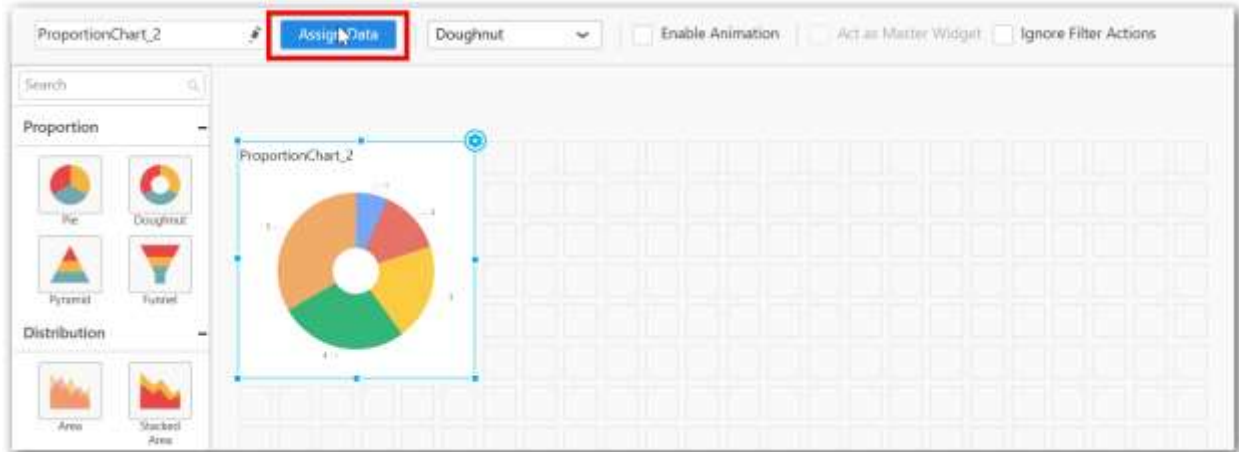 ProportionChart_2
Assign Data
Doughnut
Enable Animation
Act as Master Widget
Ignore Filter Actions
Search
Proportion
ProportionChart_2
Pie
Doughnut
Pyramid
Funnel
Distribution
Area
Stacked
Area